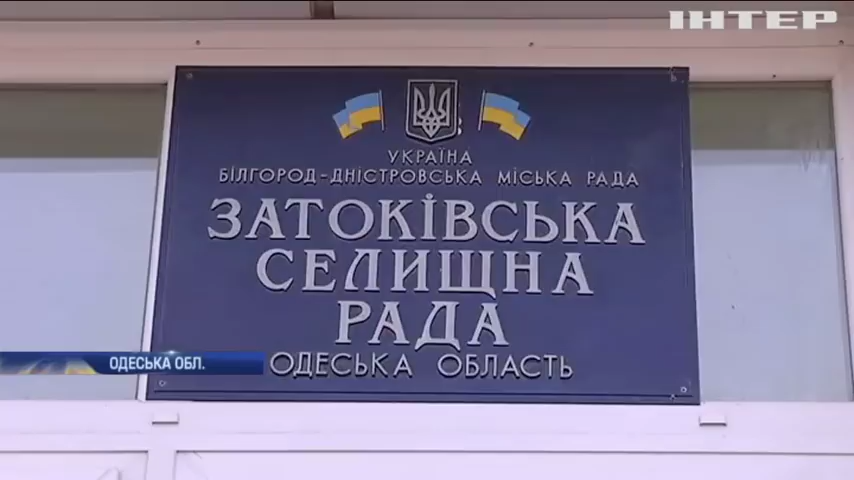 ІНТЕР
УКРАЇНА
БІЛГОРОД-ДНІСТРОВСЬКА МІСЬКА РАДА
ЗАТОКІВСЬКА
СЕЛИЩНА
РАДА
ОДЕСЬКА ОБЛАСТЬ
ОДЕСЬКА ОБЛ.